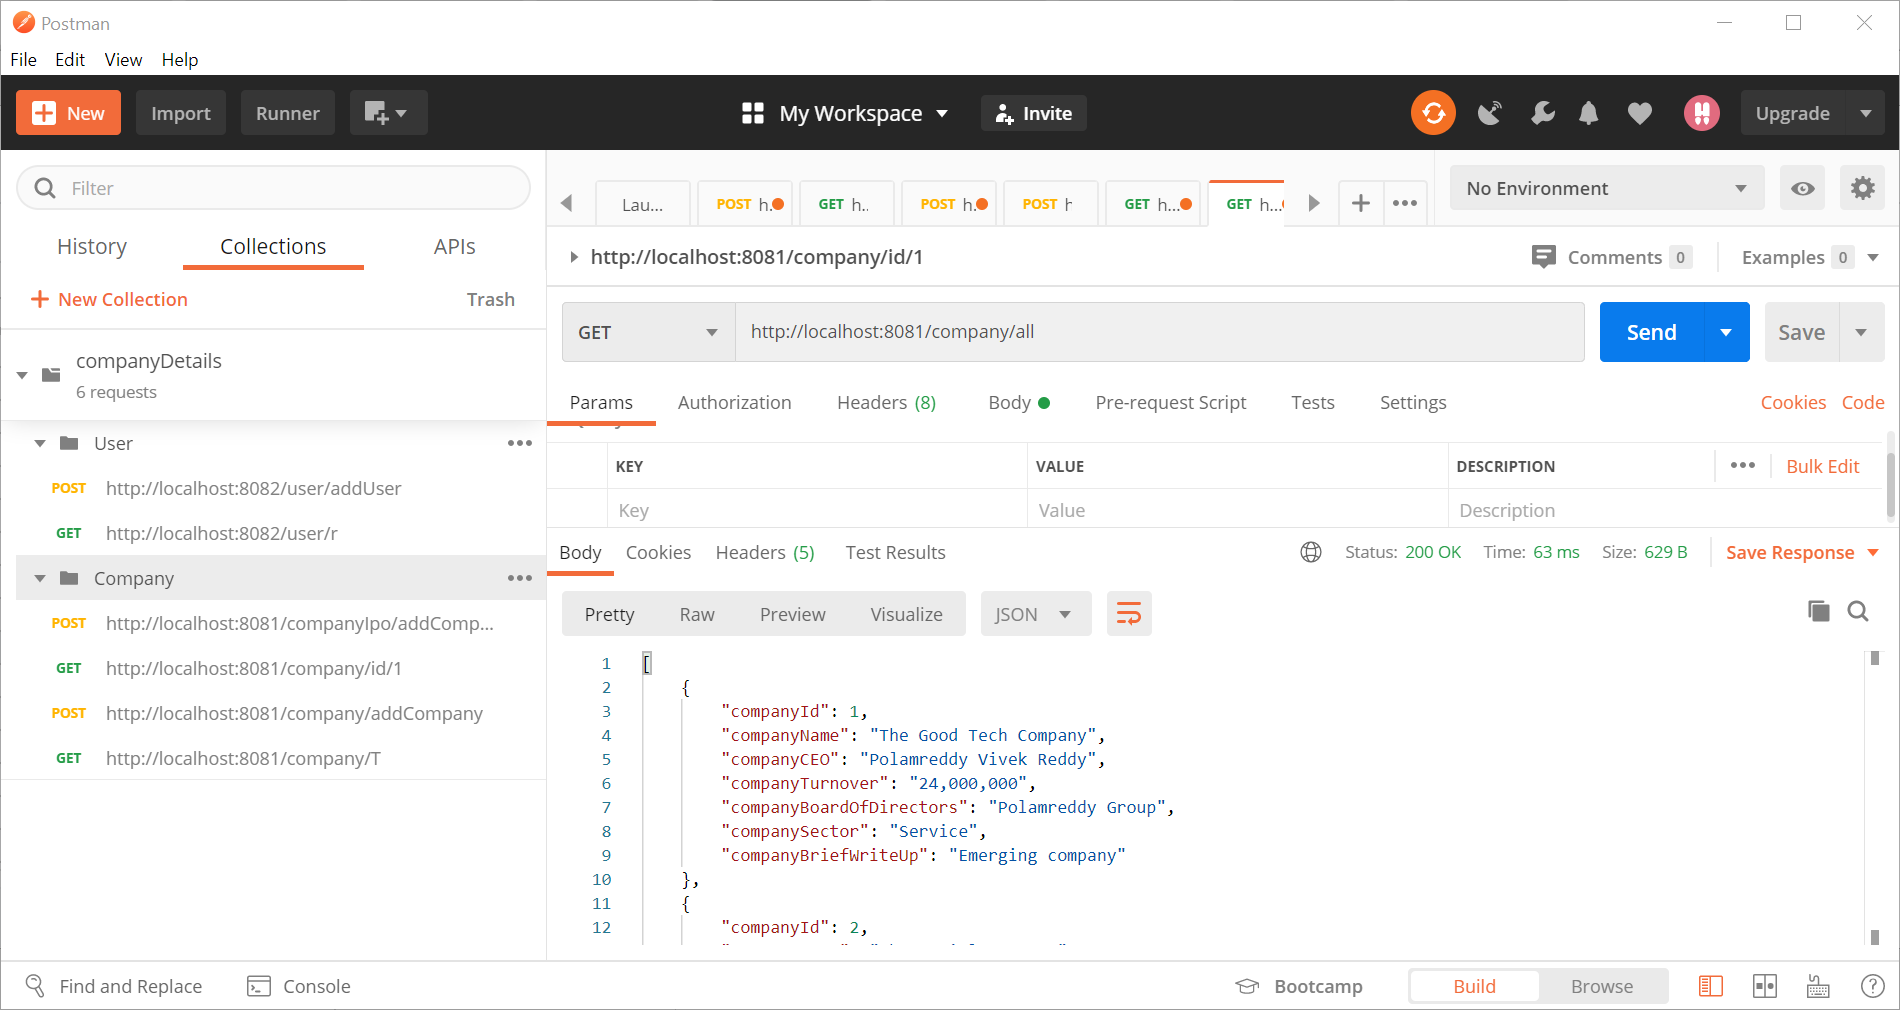 Postman
File Edit View Help
New Import Runner My Workspace Invite Upgrade
Filter
History Collections APIs
New Collection Trash
companyDetails
6 requests
User
POST http://localhost:8082/user/addUser
GET http://localhost:8082/user/r
Company
POST http://localhost:8081/companyIpo/addComp...
GET http://localhost:8081/company/id/1
POST http://localhost:8081/company/addCompany
GET http://localhost:8081/company/T
Lau... POST h. GET h.. POST h. POST h GET h... GET h...
No Environment
http://localhost:8081/company/id/1
Comments 0 Examples 0
GET http://localhost:8081/company/all
Send Save
Params Authorization Headers (8) Body Pre-request Script Tests Settings Cookies Code
KEY VALUE DESCRIPTION Bulk Edit
Key Value Description
Body Cookies Headers (5) Test Results Status: 200 OK Time: 63 ms Size: 629 B Save Response
Pretty Raw Preview Visualize JSON
1 [
2 {
3 "companyId": 1,
4 "companyName": "The Good Tech Company",
5 "companyCEO": "Polamreddy Vivek Reddy",
6 "companyTurnover": "24,000,000",
7 "companyBoardOfDirectors": "Polamreddy Group",
8 "companySector": "Service",
9 "companyBriefWriteUp": "Emerging company"
10 },
11 {
12 "companyId": 2,
Find and Replace Console Bootcamp Build Browse